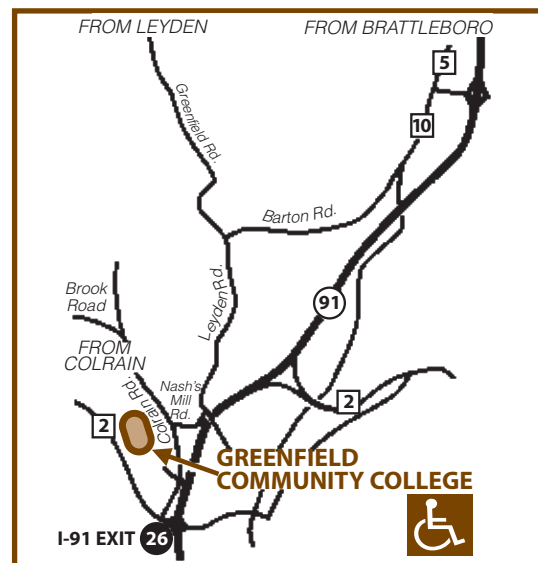 FROM LEYDEN
FROM BRATTLEBORO
5
Greenfield Rd.
10
Barton Rd.
Leyden Rd.
Brook
Road
91
FROM
COLRAIN
Nash's
Mill
Rd.
Colrain Rd.
2
2
GREENFIELD
COMMUNITY COLLEGE
I-91 EXIT 26